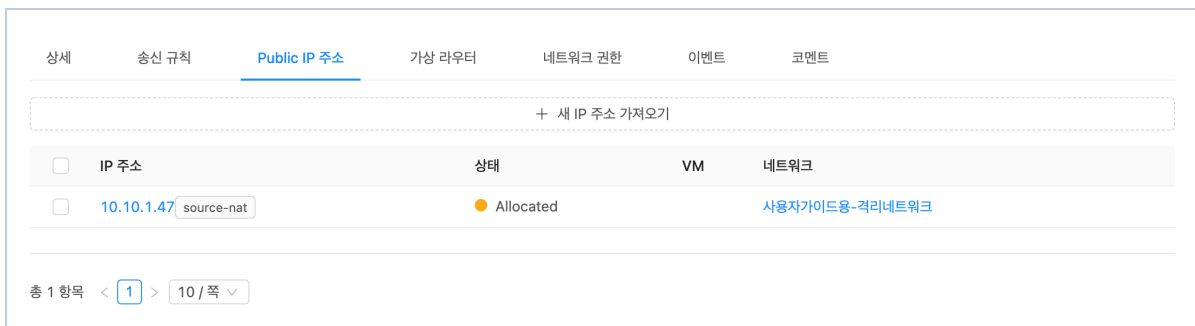 상세 송신 규칙 Public IP 주소 가상 라우터 네트워크 권한 이벤트 코멘트
+ 새 IP 주소 가져오기
IP 주소 상태 VM 네트워크
10.10.1.47 source-nat Allocated 사용자가이드용-격리네트워크
총 1 항목 < 1 > 10 / 쪽